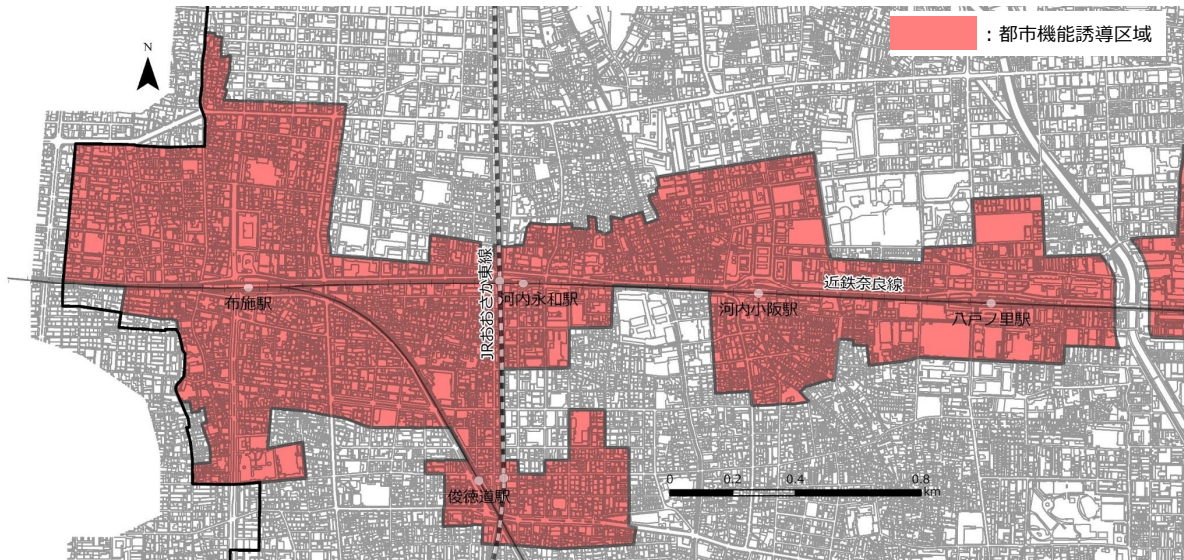 ：都市機能誘導区域
N
JRおおさか東線
近鉄奈良線
布施駅
河内永和駅
河内小阪駅
八戸ノ里駅
俊徳道駅
0 0.2 0.4 0.8
km